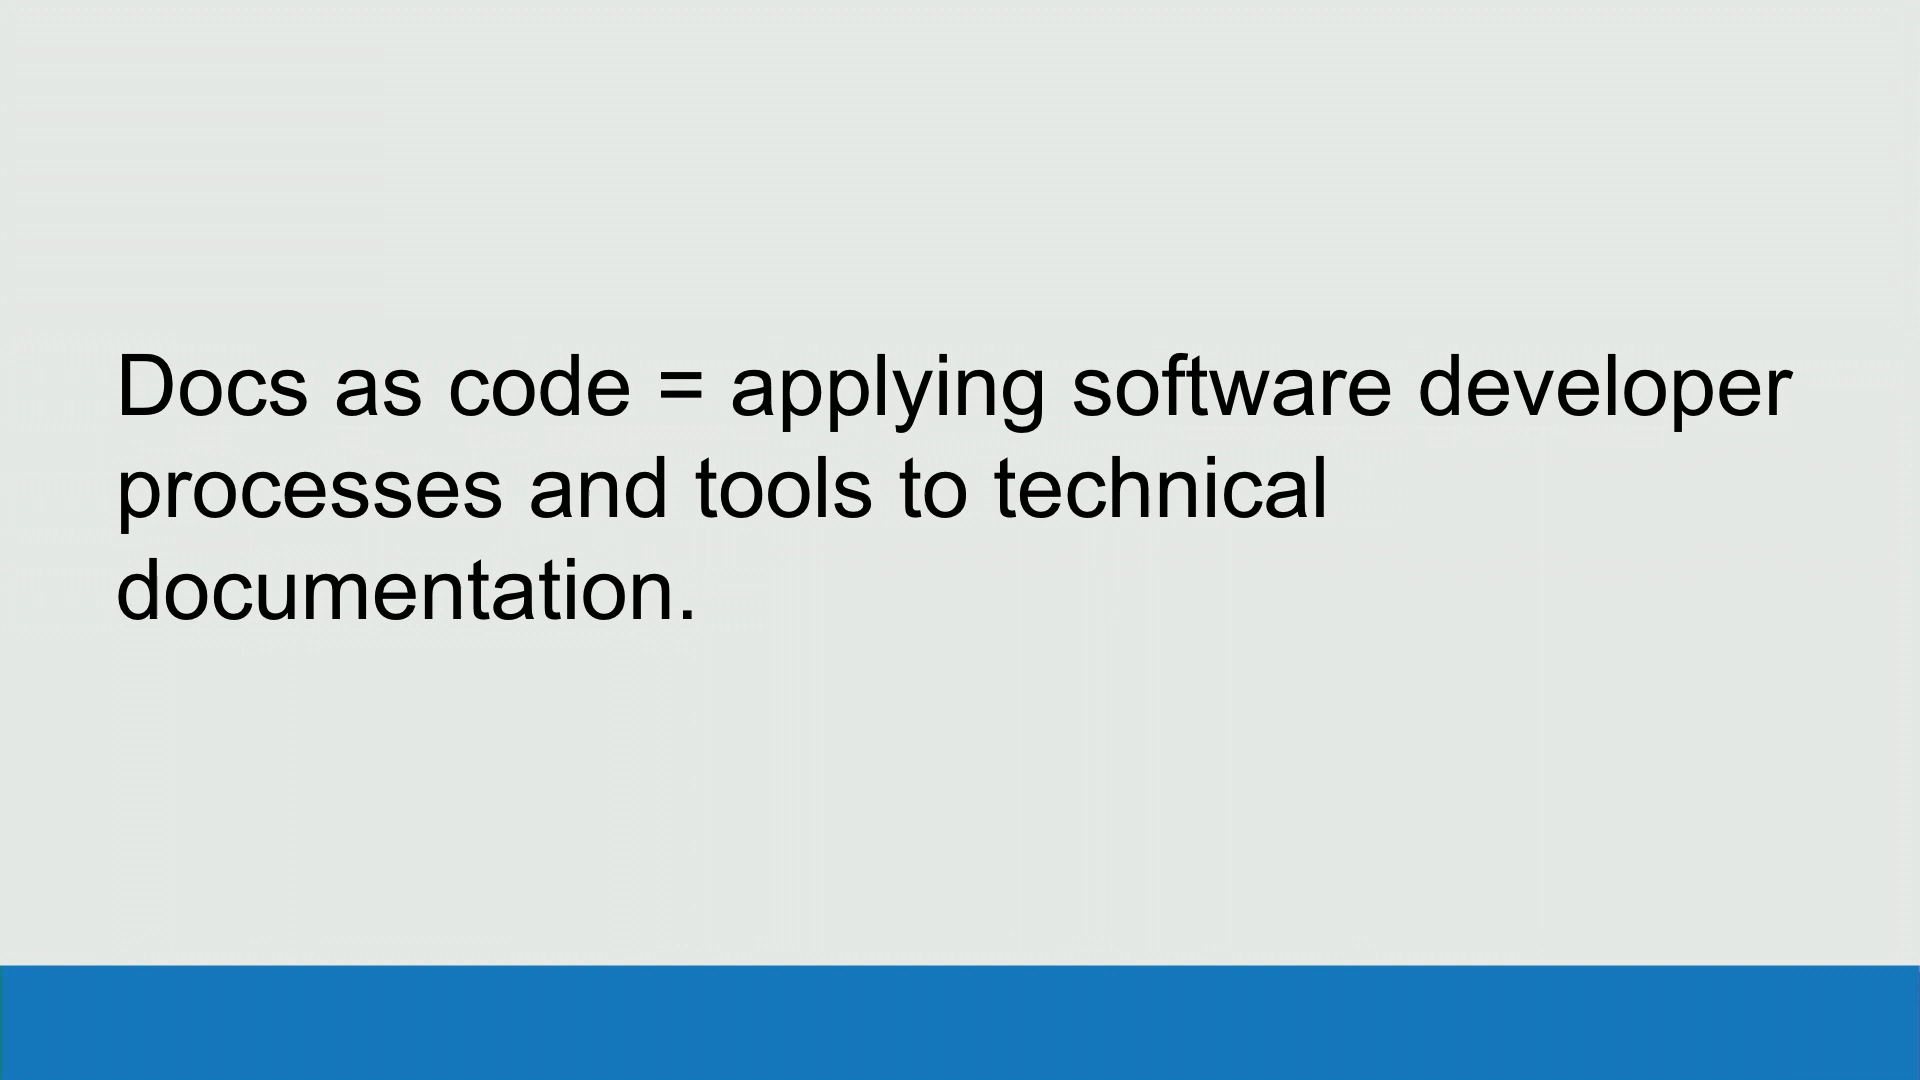 Docs as code = applying software developer
processes and tools to technical
documentation.